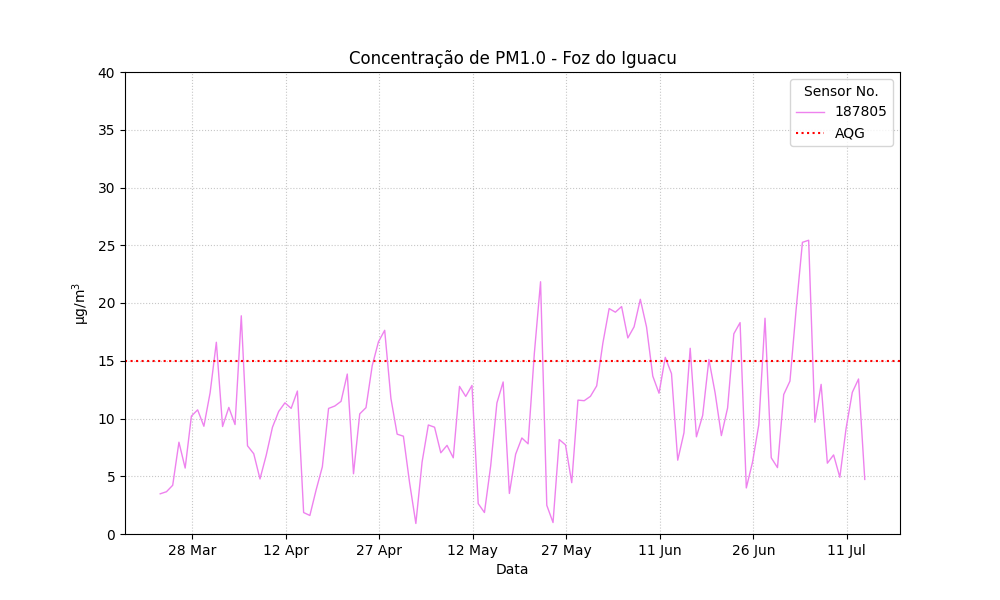 Concentração de PM1.0 - Foz do Iguacu
40
35
30
25
20
15
10
5
0
µg/m³
Sensor No.
187805
AQG
28 Mar 12 Apr 27 Apr 12 May 27 May 11 Jun 26 Jun 11 Jul
Data